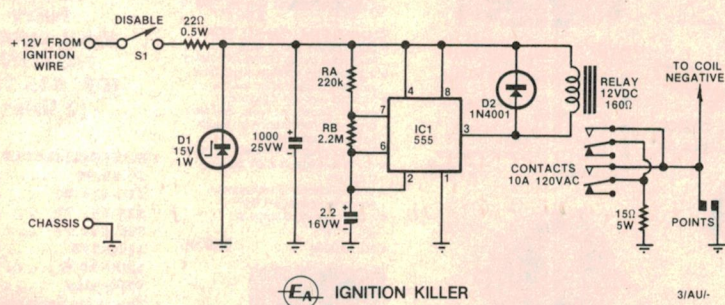 DISABLE
+12V FROM
IGNITION
WIRE
S1
22Ω
0.5W
D1
15V
1W
1000
25VW
RA
220k
RB
2.2M
2.2
16VW
7
6
2
4
8
3
1
IC1
555
D2
1N4001
RELAY
12VDC
160Ω
TO COIL
NEGATIVE
CONTACTS
10A 120VAC
15Ω
5W
POINTS
CHASSIS
EA IGNITION KILLER
3/AU/-